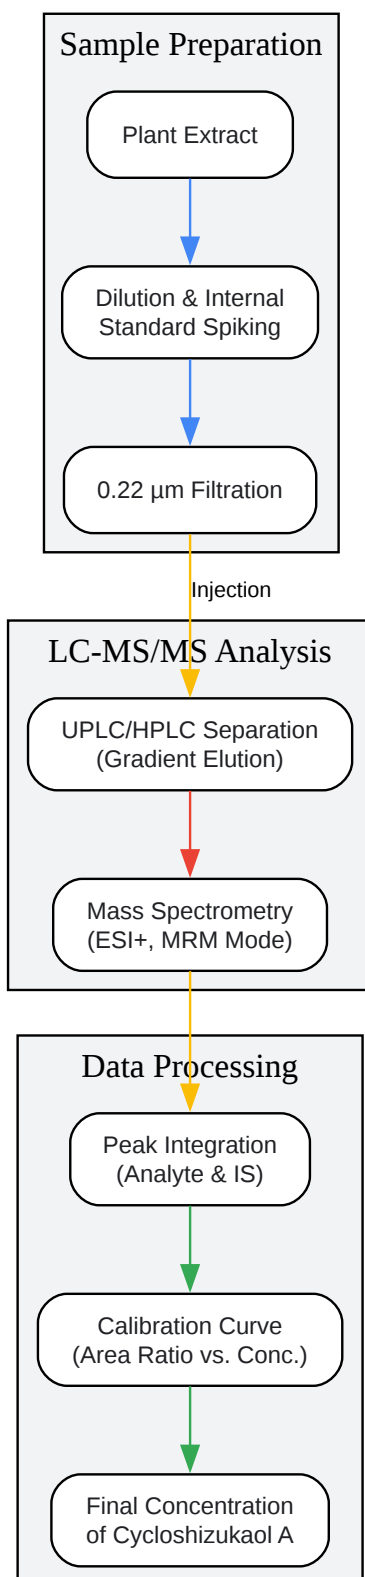 Sample Preparation
Plant Extract
Dilution & Internal
Standard Spiking
0.22 µm Filtration
Injection
LC-MS/MS Analysis
UPLC/HPLC Separation
(Gradient Elution)
Mass Spectrometry
(ESI+, MRM Mode)
Data Processing
Peak Integration
(Analyte & IS)
Calibration Curve
(Area Ratio vs. Conc.)
Final Concentration
of Cycloshizukaol A